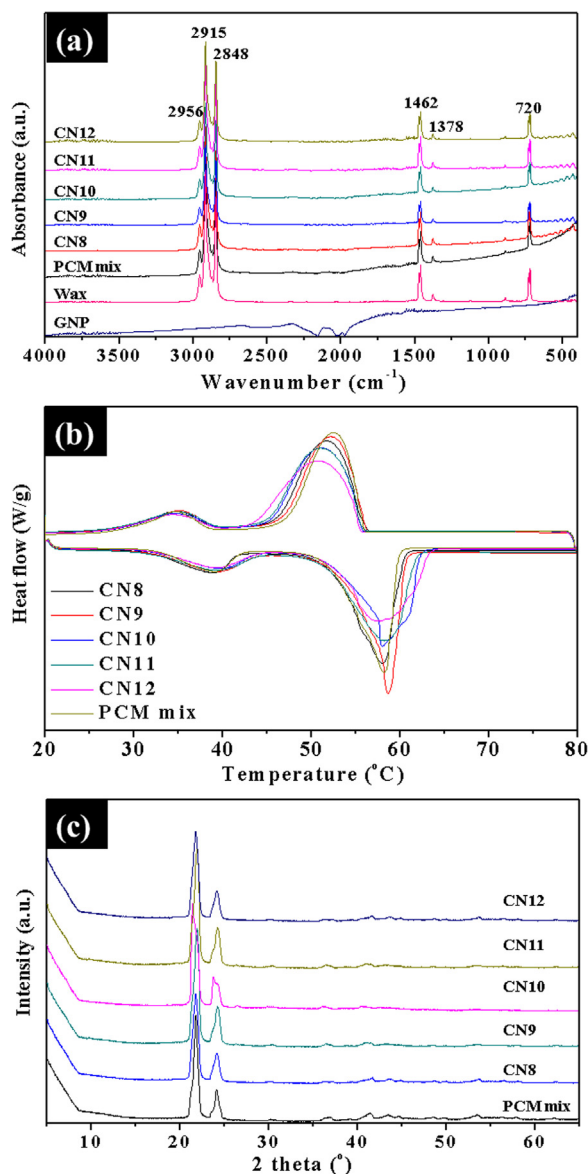 (a)
2915
2848
2956
1462
1378
720
CN12
CN11
CN10
CN9
CN8
PCM mix
Wax
GNP
Absorbance (a.u.)
4000 3500 3000 2500 2000 1500 1000 500
Wavenumber (cm⁻¹)
(b)
Heat flow (W/g)
CN8
CN9
CN10
CN11
CN12
PCM mix
20 30 40 50 60 70 80
Temperature (°C)
(c)
Intensity (a.u.)
CN12
CN11
CN10
CN9
CN8
PCM mix
10 20 30 40 50 60
2 theta (°)